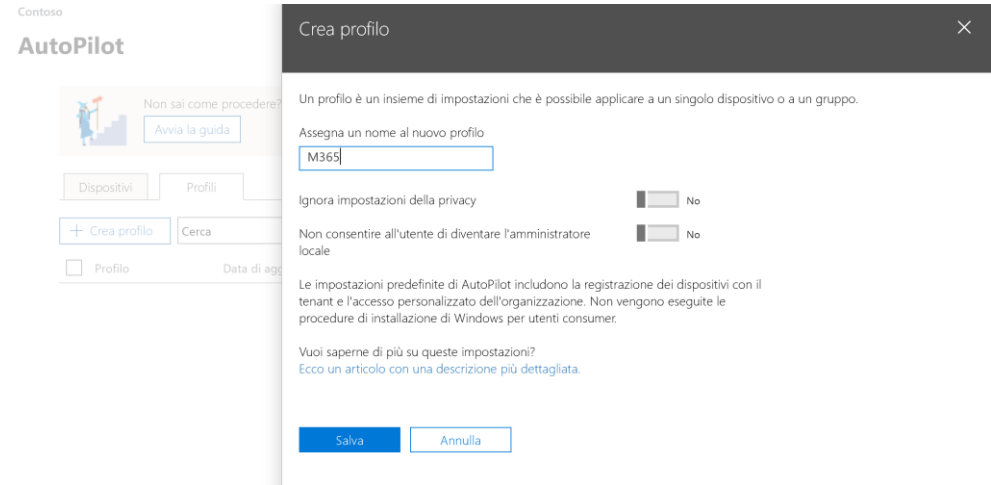 Contoso
AutoPilot
Non sai come procedere?
Avvia la guida
Dispositivi
Profili
Crea profilo
Cerca
Profilo
Data di agg
Crea profilo
Un profilo è un insieme di impostazioni che è possibile applicare a un singolo dispositivo o a un gruppo.
Assegna un nome al nuovo profilo
M365
Ignora impostazioni della privacy
No
Non consentire all'utente di diventare l'amministratore
locale
No
Le impostazioni predefinite di AutoPilot includono la registrazione dei dispositivi con il
tenant e l'accesso personalizzato dell'organizzazione. Non vengono eseguite le
procedure di installazione di Windows per utenti consumer.
Vuoi saperne di più su queste impostazioni?
Ecco un articolo con una descrizione più dettagliata.
Salva
Annulla